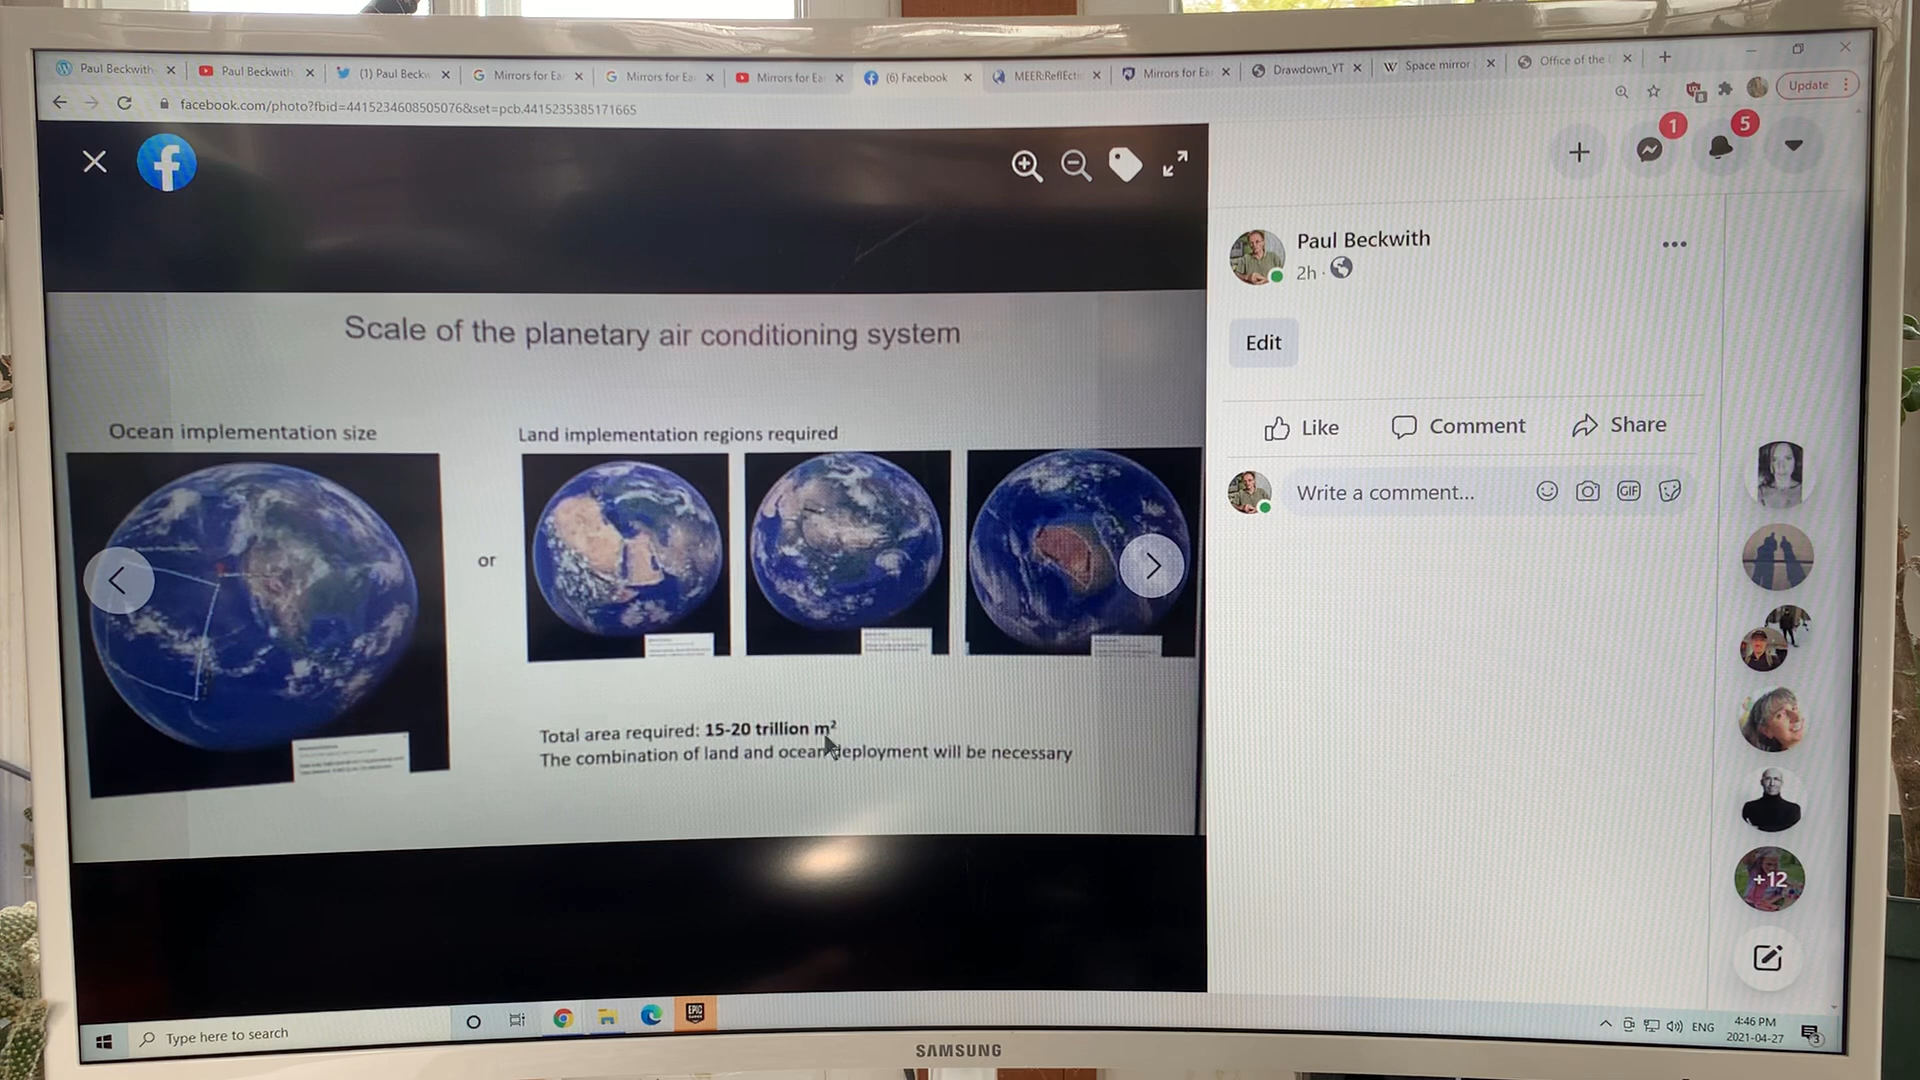 Paul Beckwith
Paul Beckwith
(1) Paul Beckw
Mirrors for Ea
Mirrors for Ea
Mirrors for Ea
(6) Facebook
MEER:ReflEcti
Mirrors for Ea
Drawdown_YT
W Space mirror
Office of the
facebook.com/photo?fbid=4415234608505076&set=pcb.4415235385171665
Update
1
5
Scale of the planetary air conditioning system
Ocean implementation size
Land implementation regions required
or
Total area required: 15-20 trillion m²
The combination of land and ocean deployment will be necessary
Paul Beckwith
2h ·
Edit
Like
Comment
Share
Write a comment...
GIF
+12
Type here to search
EPIC
ENG
4:46 PM
2021-04-27
3
SAMSUNG